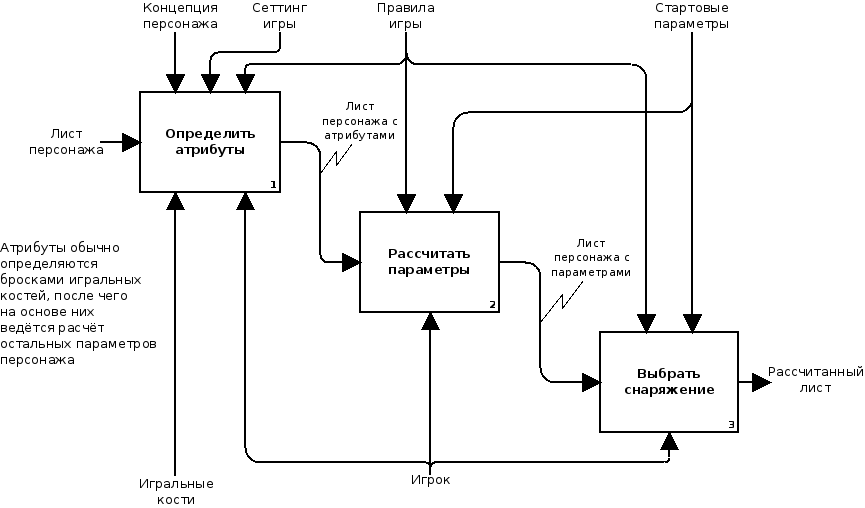 Концепция
персонажа
Сеттинг
игры
Правила
игры
Стартовые
параметры
Лист
персонажа
Определить
атрибуты
1
Лист
персонажа с
атрибутами
Рассчитать
параметры
2
Лист
персонажа с
параметрами
Атрибуты обычно
определяются
бросками игральных
костей, после чего
на основе них
ведётся расчёт
остальных параметров
персонажа
Выбрать
снаряжение
3
Рассчитанный
лист
Игральные
кости
Игрок